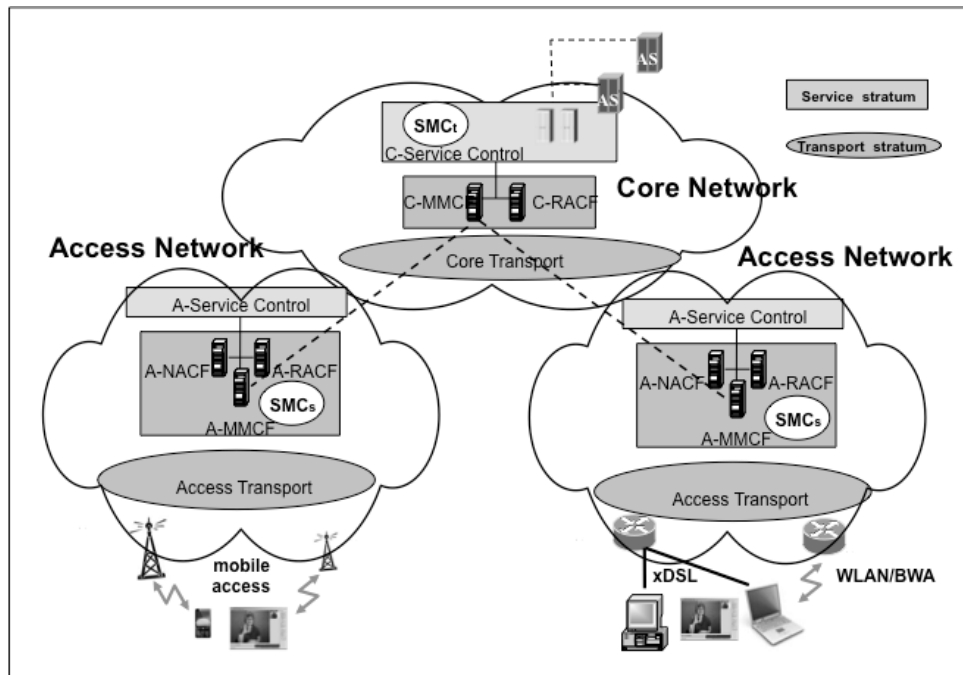 AS
AS
Service stratum
SMCt
C-Service Control
Transport stratum
C-MMCF
C-RACF
Core Network
Access Network
Core Transport
Access Network
A-Service Control
A-Service Control
A-NACF
A-RACF
SMCs
A-MMCF
A-NACF
A-RACF
SMCs
A-MMCF
Access Transport
Access Transport
mobile
access
xDSL
WLAN/BWA